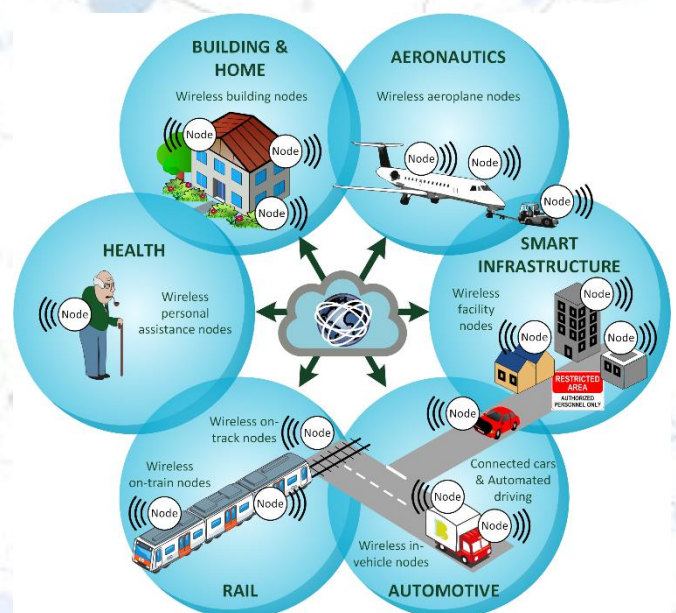 BUILDING &
HOME
Wireless building nodes
Node
Node
Node
AERONAUTICS
Wireless aeroplane nodes
Node
Node
Node
HEALTH
Wireless
personal
assistance nodes
Node
SMART
INFRASTRUCTURE
Wireless
facility
nodes
Node
Node
Node
RESTRICTED
AREA
AUTHORIZED
PERSONNEL ONLY
Wireless on-
track nodes
Node
Wireless
on-train nodes
Node
Node
RAIL
Node
Connected cars
& Automated
driving
Node
Node
Wireless in-
vehicle nodes
AUTOMOTIVE